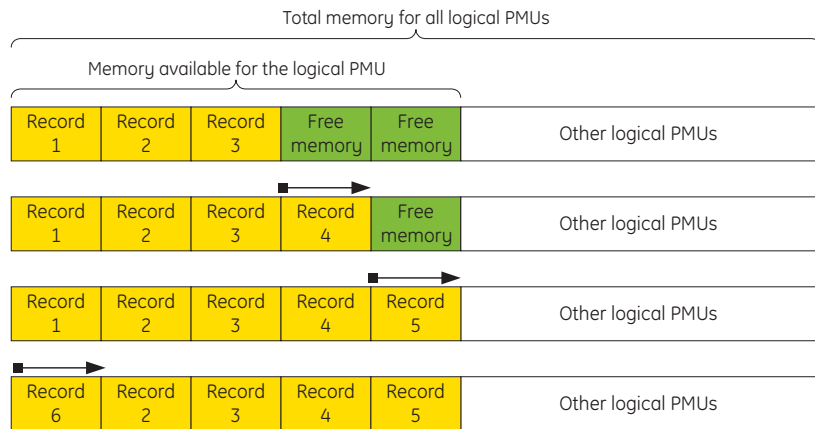 Total memory for all logical PMUs
Memory available for the logical PMU
Record Record Record Free Free
1 2 3 memory memory
Other logical PMUs
Record Record Record Record Free
1 2 3 4 memory
Other logical PMUs
Record Record Record Record Record
1 2 3 4 5
Other logical PMUs
Record Record Record Record Record
6 2 3 4 5
Other logical PMUs